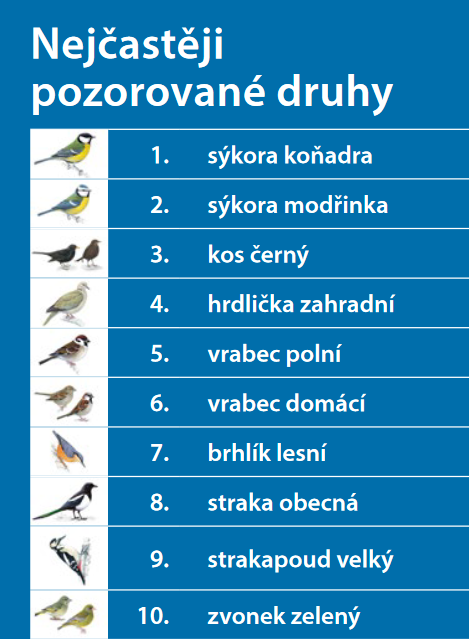 Nejčastěji
pozorované druhy
1. sýkora koňadra
2. sýkora modřinka
3. kos černý
4. hrdlička zahradní
5. vrabec polní
6. vrabec domácí
7. brhlík lesní
8. straka obecná
9. strakapoud velký
10. zvonek zelený